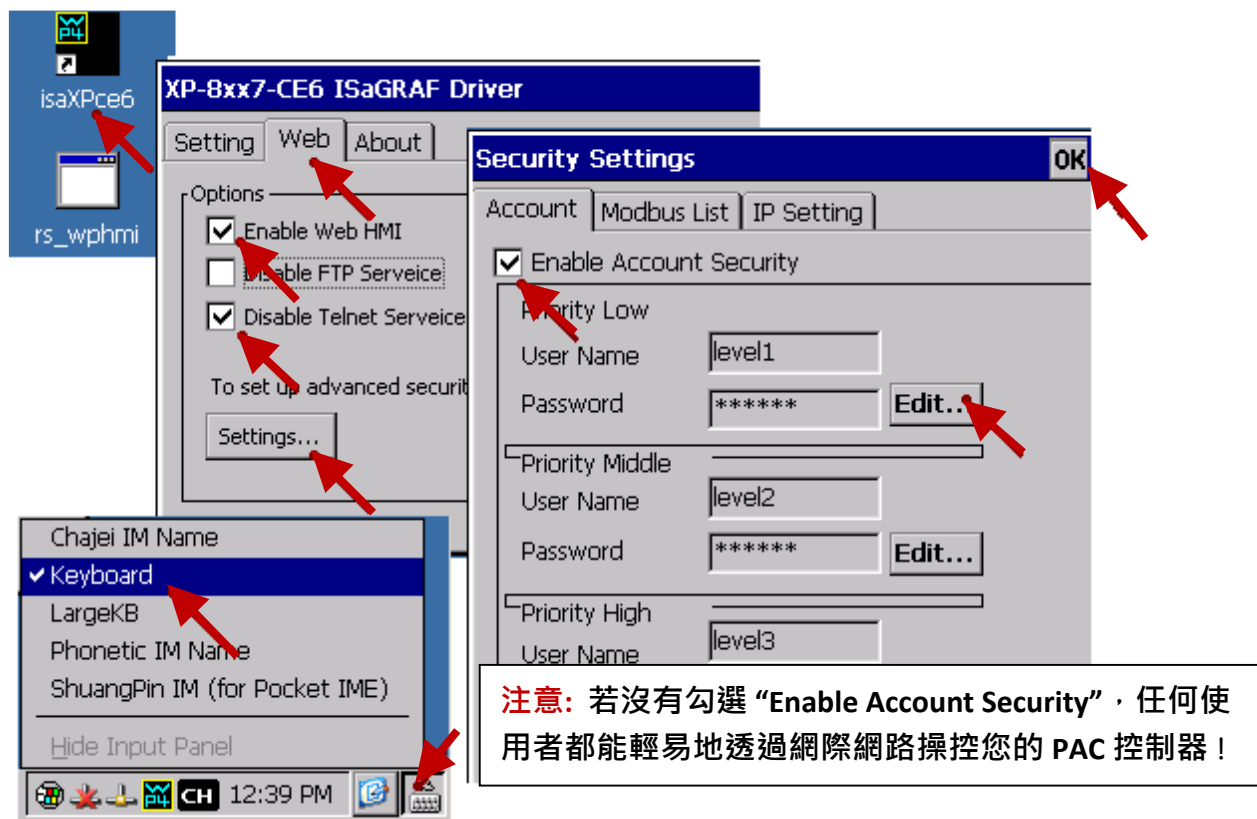 isaXPce6
rs_wphmi
XP-8xx7-CE6 ISaGRAF Driver
Setting Web About
Options
Enable Web HMI
Disable FTP Serveice
Disable Telnet Serveice
To set up advanced securit
Settings...
Security Settings OK
Account Modbus List IP Setting
Enable Account Security
Priority Low
User Name level1
Password ****** Edit...
Priority Middle
User Name level2
Password ****** Edit...
Priority High
User Name level3
注意: 若沒有勾選 “Enable Account Security”，任何使
用者都能輕易地透過網際網路操控您的 PAC 控制器！
Chajei IM Name
Keyboard
LargeKB
Phonetic IM Name
ShuangPin IM (for Pocket IME)
Hide Input Panel
CH 12:39 PM